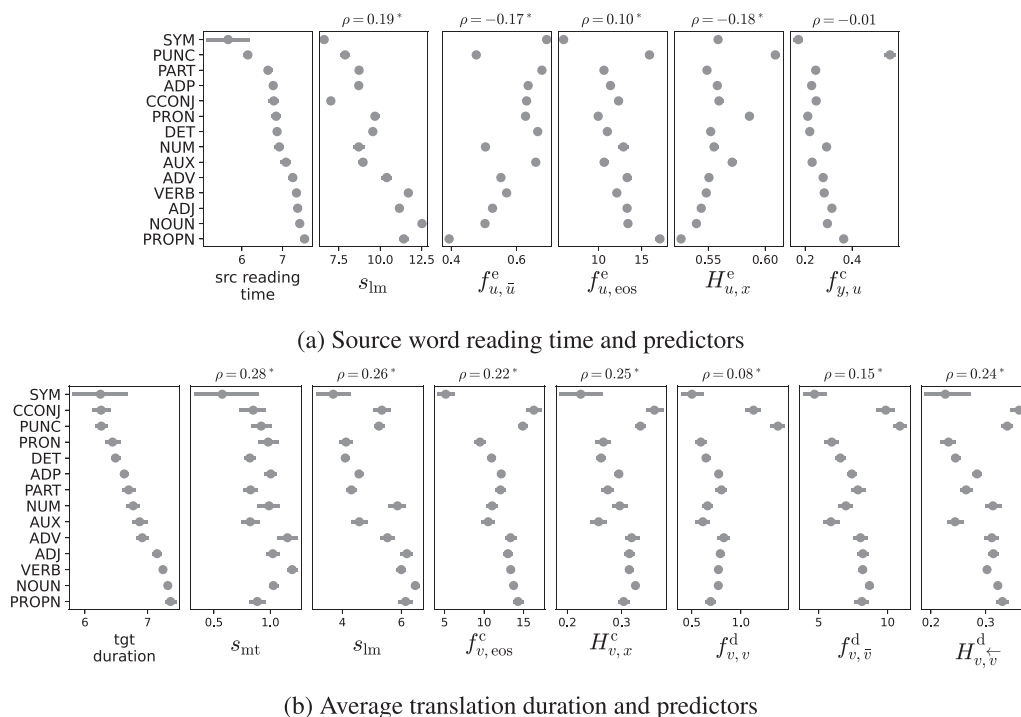 ρ = 0.19 * ρ = −0.17 * ρ = 0.10 * ρ = −0.18 * ρ = −0.01
SYM
PUNC
PART
ADP
CCONJ
PRON
DET
NUM
AUX
ADV
VERB
ADJ
NOUN
PROPN
6 7 7.5 10.0 12.5 0.4 0.6 10 15 0.55 0.60 0.2 0.4
src reading
time
s_lm f^e_{u, ū} f^e_{u, eos} H^e_{u, x} f^c_{y, u}
(a) Source word reading time and predictors
ρ = 0.28 * ρ = 0.26 * ρ = 0.22 * ρ = 0.25 * ρ = 0.08 * ρ = 0.15 * ρ = 0.24 *
SYM
CCONJ
PUNC
PRON
DET
ADP
PART
NUM
AUX
ADV
ADJ
VERB
NOUN
PROPN
6 7 0.5 1.0 4 6 5 10 15 0.2 0.3 0.5 1.0 5 10 0.2 0.3
tgt
duration
s_mt s_lm f^c_{v, eos} H^c_{v, x} f^d_{v, v} f^d_{v, v̄} H^d_{v, v←}
(b) Average translation duration and predictors